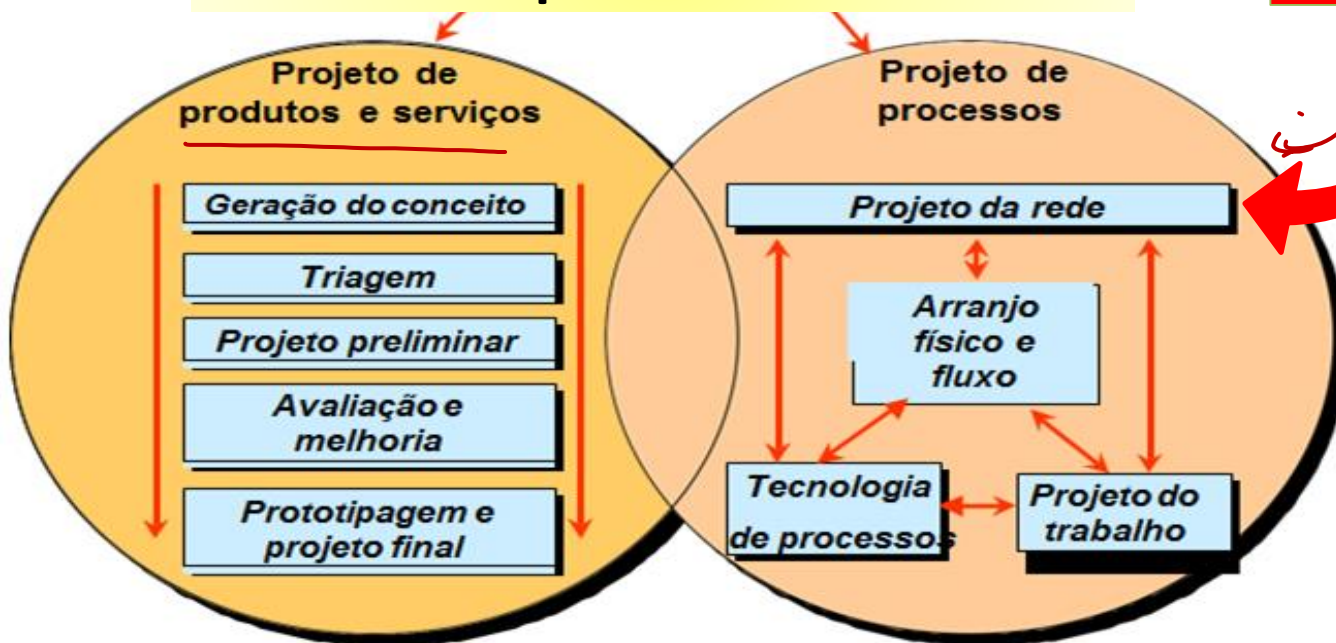 Projeto de
produtos e serviços
Geração do conceito
Triagem
Projeto preliminar
Avaliação e
melhoria
Prototipagem e
projeto final
Projeto de
processos
Projeto da rede
Arranjo
físico e
fluxo
Tecnologia
de processos
Projeto do
trabalho